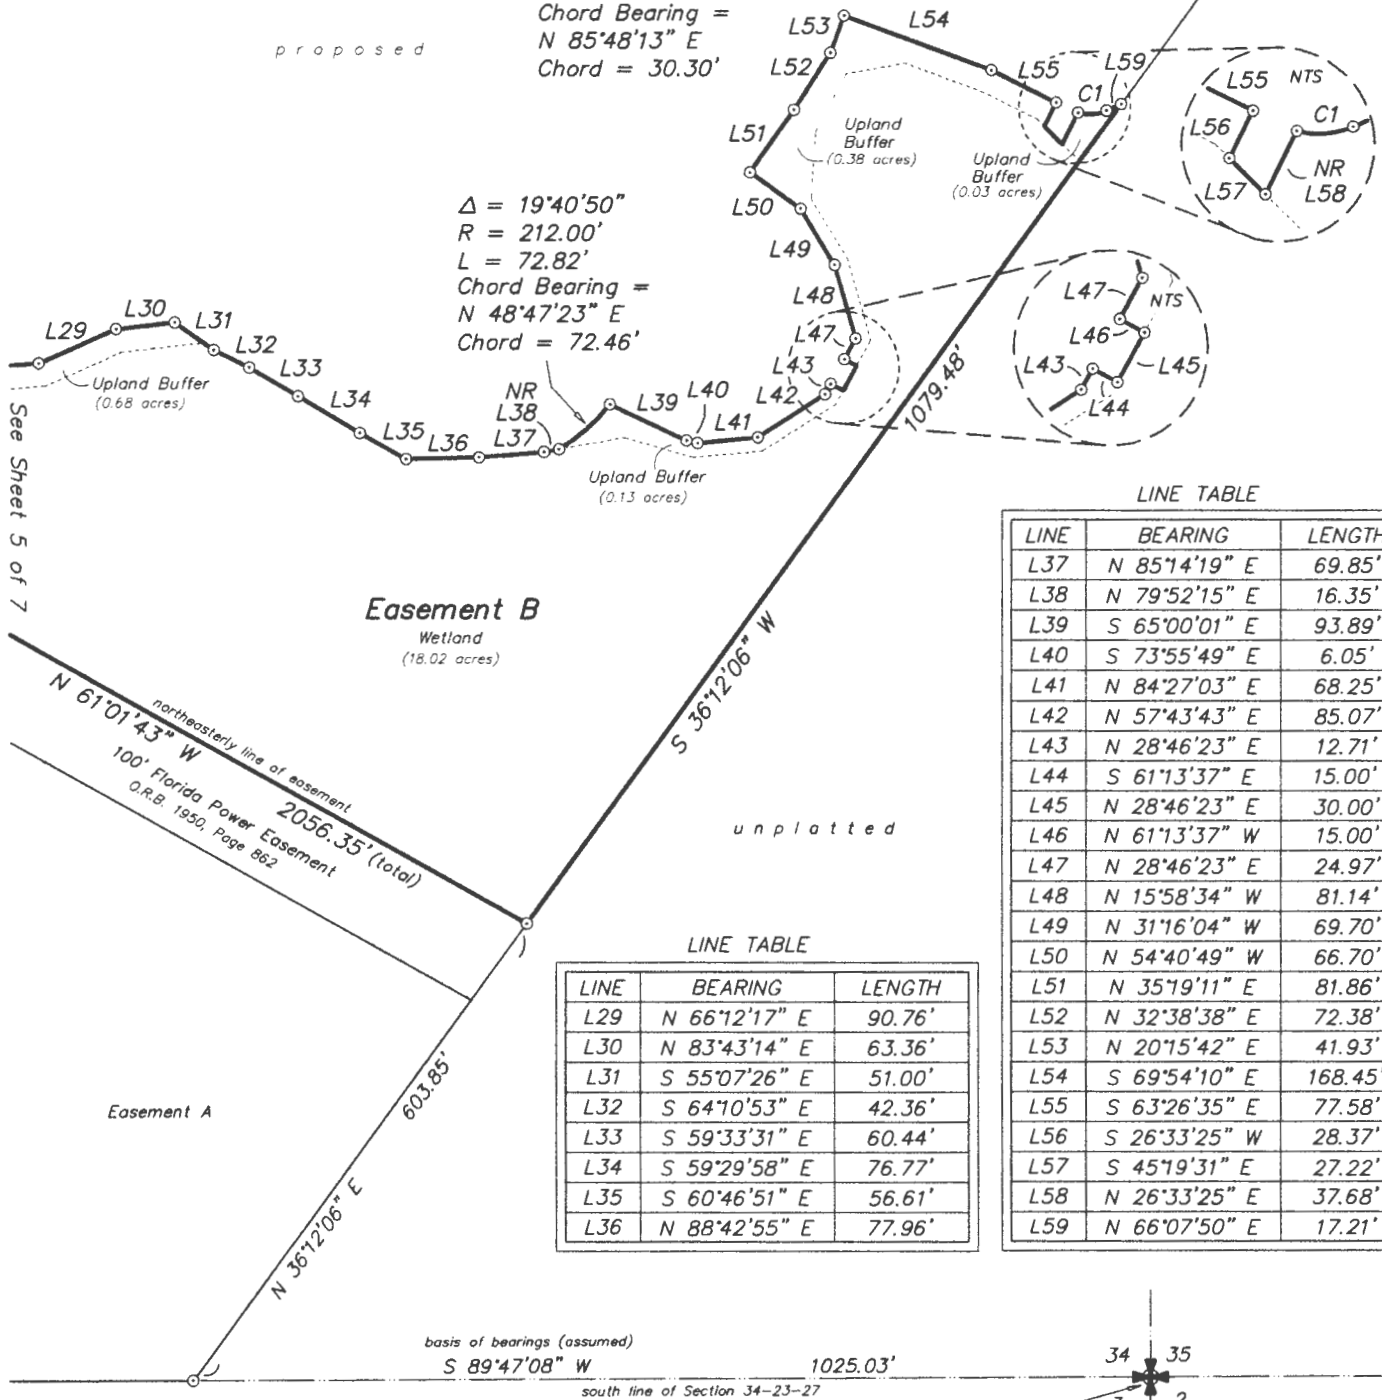 Chord Bearing =
N 85°48'13" E
Chord = 30.30'
proposed
L53
L54
L52
L55
L59
C1
L51
Upland
Buffer
(0.38 acres)
Upland
Buffer
(0.03 acres)
L55
NTS
L56
C1
NR
L57
L58
L50
Δ = 19°40'50"
R = 212.00'
L = 72.82'
Chord Bearing =
N 48°47'23" E
Chord = 72.46'
L49
L48
L47
L47
NTS
L46
L43
L45
L44
L30
L31
L29
L32
L33
L34
L35
L36
L37
NR
L38
L39
L40
L41
L42
L43
Upland Buffer
(0.68 acres)
Upland Buffer
(0.13 acres)
1079.48'
S 36°12'06" W
See Sheet 5 of 7
Easement B
Wetland
(18.02 acres)
N 61°01'43" W
northeasterly line of easement
2056.35' (total)
100' Florida Power Easement
O.R.B. 1950, Page 862
unplatted
LINE TABLE
LINE BEARING LENGTH
L37 N 85°14'19" E 69.85'
L38 N 79°52'15" E 16.35'
L39 S 65°00'01" E 93.89'
L40 S 73°55'49" E 6.05'
L41 N 84°27'03" E 68.25'
L42 N 57°43'43" E 85.07'
L43 N 28°46'23" E 12.71'
L44 S 61°13'37" E 15.00'
L45 N 28°46'23" E 30.00'
L46 N 61°13'37" W 15.00'
L47 N 28°46'23" E 24.97'
L48 N 15°58'34" W 81.14'
L49 N 31°16'04" W 69.70'
L50 N 54°40'49" W 66.70'
L51 N 35°19'11" E 81.86'
L52 N 32°38'38" E 72.38'
L53 N 20°15'42" E 41.93'
L54 S 69°54'10" E 168.45'
L55 S 63°26'35" E 77.58'
L56 S 26°33'25" W 28.37'
L57 S 45°19'31" E 27.22'
L58 N 26°33'25" E 37.68'
L59 N 66°07'50" E 17.21'
LINE TABLE
LINE BEARING LENGTH
L29 N 66°12'17" E 90.76'
L30 N 83°43'14" E 63.36'
L31 S 55°07'26" E 51.00'
L32 S 64°10'53" E 42.36'
L33 S 59°33'31" E 60.44'
L34 S 59°29'58" E 76.77'
L35 S 60°46'51" E 56.61'
L36 N 88°42'55" E 77.96'
Easement A
603.85'
N 36°12'06" E
basis of bearings (assumed)
S 89°47'08" W 1025.03'
south line of Section 34-23-27
34 35